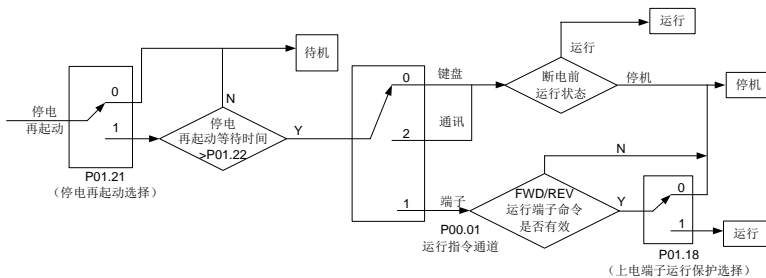 停电
再起动
0
1
P01.21
(停电再起动选择)
待机
N
停电
再起动等待时间
>P01.22
Y
0
键盘
2
通讯
1
端子
P00.01
运行指令通道
运行
运行
断电前
运行状态
停机
停机
N
FWD/REV
运行端子命令
是否有效
Y
0
1
P01.18
(上电端子运行保护选择)
运行